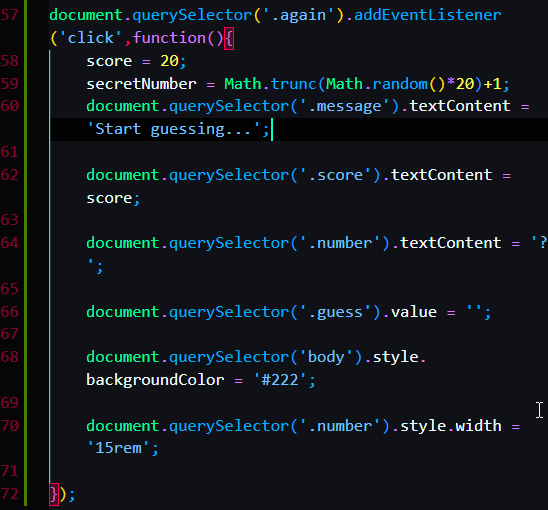 57 document.querySelector('.again').addEventListener
('click',function(){
58 score = 20;
59 secretNumber = Math.trunc(Math.random()*20)+1;
60 document.querySelector('.message').textContent =
'Start guessing...';
61
62 document.querySelector('.score').textContent =
score;
63
64 document.querySelector('.number').textContent = '?
';
65
66 document.querySelector('.guess').value = '';
67
68 document.querySelector('body').style.
backgroundColor = '#222';
69
70 document.querySelector('.number').style.width =
'15rem';
71
72 });